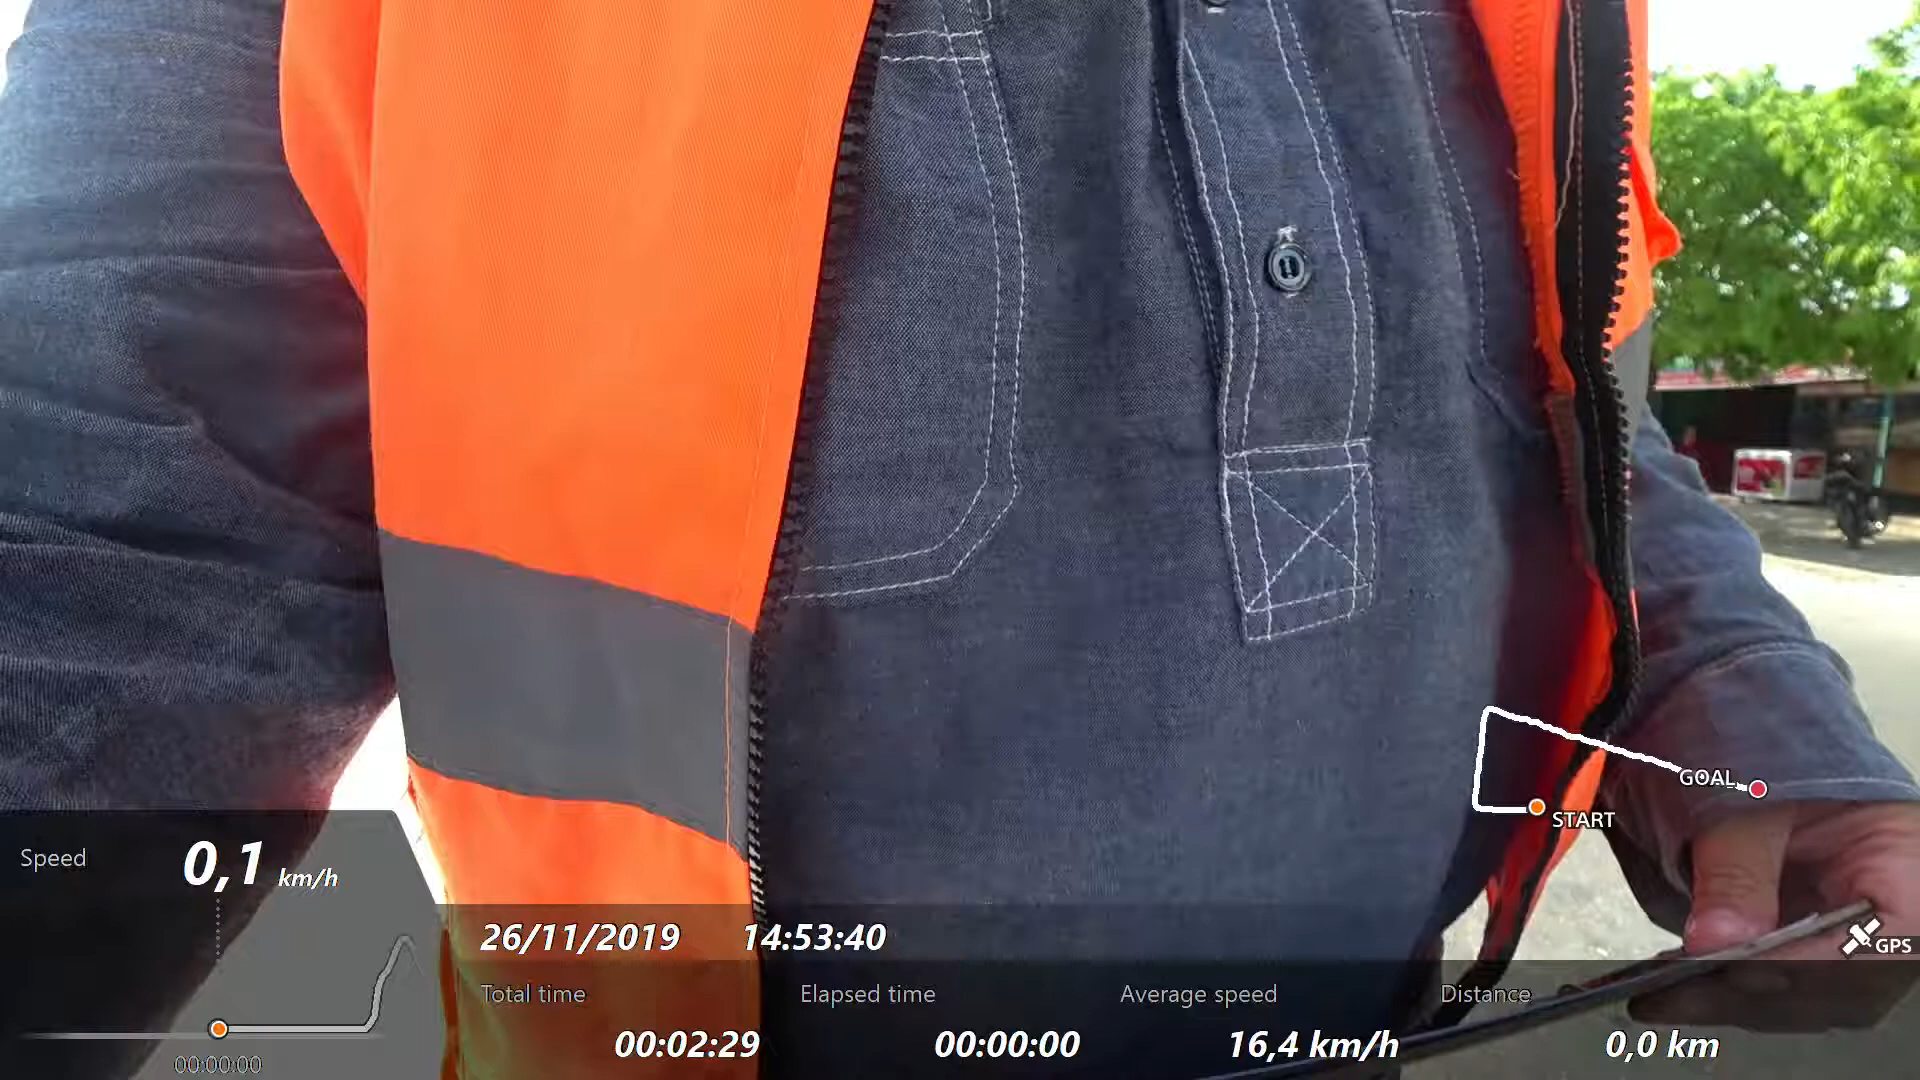 GOAL
START
Speed
0,1 km/h
GPS
26/11/2019 14:53:40
Total time
Elapsed time
Average speed
Distance
00:02:29
00:00:00
16,4 km/h
0,0 km
00:00:00